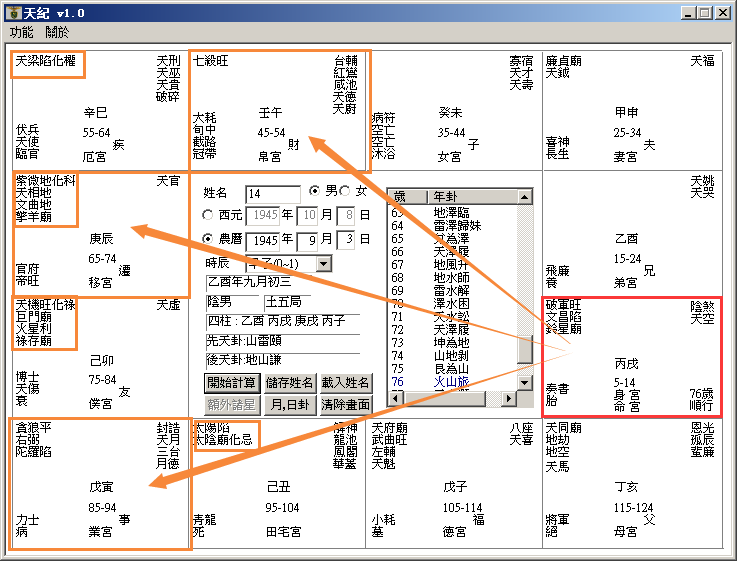 天紀 v1.0
功能 關於
天梁陷化權
天刑
天巫
天貴
破碎
辛巳
伏兵
天使
臨官
55-64
疾
厄宮
七殺旺
台輔
紅鸞
咸池
天德
天廚
壬午
大耗
旬中
截路
冠帶
45-54
財
帛宮
寡宿
天才
天壽
癸未
病符
空亡
空亡
沐浴
35-44
子
女宮
廉貞廟
天鉞
天福
甲申
喜神
長生
25-34
夫
妻宮
紫微地化科
天相地
文曲地
擎羊廟
天官
庚辰
官府
帝旺
65-74
遷
移宮
姓名 14 男 女
西元 1945 年 10 月 8 日
農曆 1945 年 9 月 3 日
時辰 甲子(0~1)
乙酉年九月初三
陰男 土五局
四柱 : 乙酉 丙戌 庚戌 丙子
先天卦:山雷頤
後天卦:地山謙
開始計算 儲存姓名 載入姓名
額外諸星 月,日卦 清除畫面
歲 年卦
63 地澤臨
64 雷澤歸妹
65 兌為澤
66 天澤履
67 地風升
68 地水師
69 雷水解
70 澤水困
71 天水訟
72 天澤履
73 坤為地
74 山地剝
75 艮為山
76 火山旅
天姚
天哭
乙酉
飛廉
養
15-24
兄
弟宮
天機旺化祿
巨門廟
火星利
祿存廟
天虛
己卯
博士
天傷
衰
75-84
友
僕宮
破軍旺
文昌陷
鈴星廟
陰煞
天空
丙戌
奏書
胎
5-14
身 宮
命 宮
76歲
順行
貪狼平
右弼
陀羅陷
封誥
天月
三台
月德
戊寅
力士
病
85-94
事
業宮
太陽陷
太陰廟化忌
解神
龍池
鳳閣
華蓋
己丑
青龍
死
95-104
田宅宮
天府廟
武曲旺
左輔
天魁
八座
天喜
戊子
小耗
墓
105-114
福
德宮
天同廟
地劫
地空
天馬
恩光
孤辰
蜚廉
丁亥
將軍
絕
115-124
父
母宮